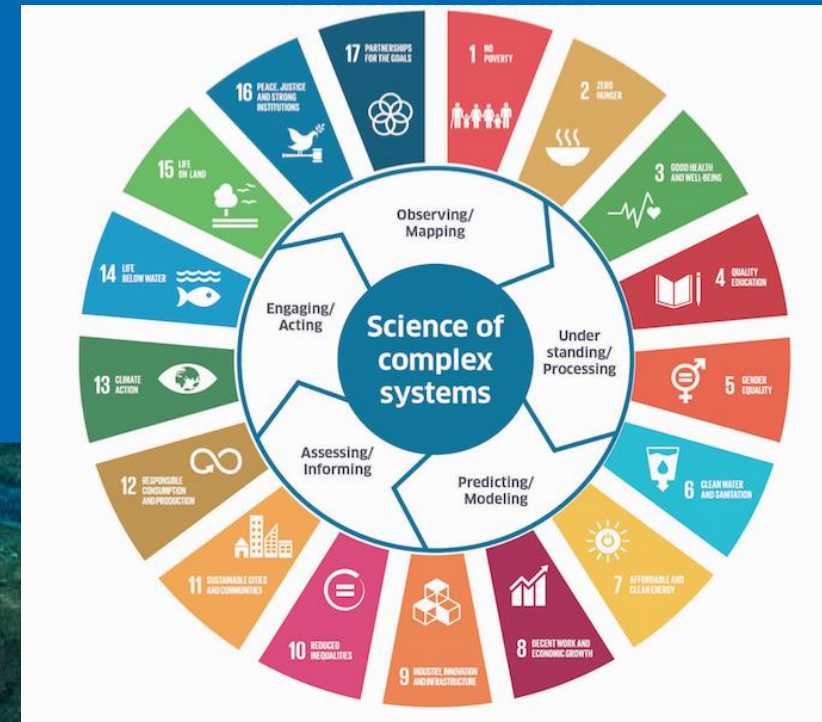 1 NO
POVERTY
2 ZERO
HUNGER
3 GOOD HEALTH
AND WELL-BEING
4 QUALITY
EDUCATION
5 GENDER
EQUALITY
6 CLEAN WATER
AND SANITATION
7 AFFORDABLE AND
CLEAN ENERGY
8 DECENT WORK AND
ECONOMIC GROWTH
9 INDUSTRY, INNOVATION
AND INFRASTRUCTURE
10 REDUCED
INEQUALITIES
11 SUSTAINABLE CITIES
AND COMMUNITIES
12 RESPONSIBLE
CONSUMPTION
AND PRODUCTION
13 CLIMATE
ACTION
14 LIFE
BELOW WATER
15 LIFE
ON LAND
16 PEACE, JUSTICE
AND STRONG
INSTITUTIONS
17 PARTNERSHIPS
FOR THE GOALS
Observing/
Mapping
Under
standing/
Processing
Predicting/
Modeling
Assessing/
Informing
Engaging/
Acting
Science of
complex
systems